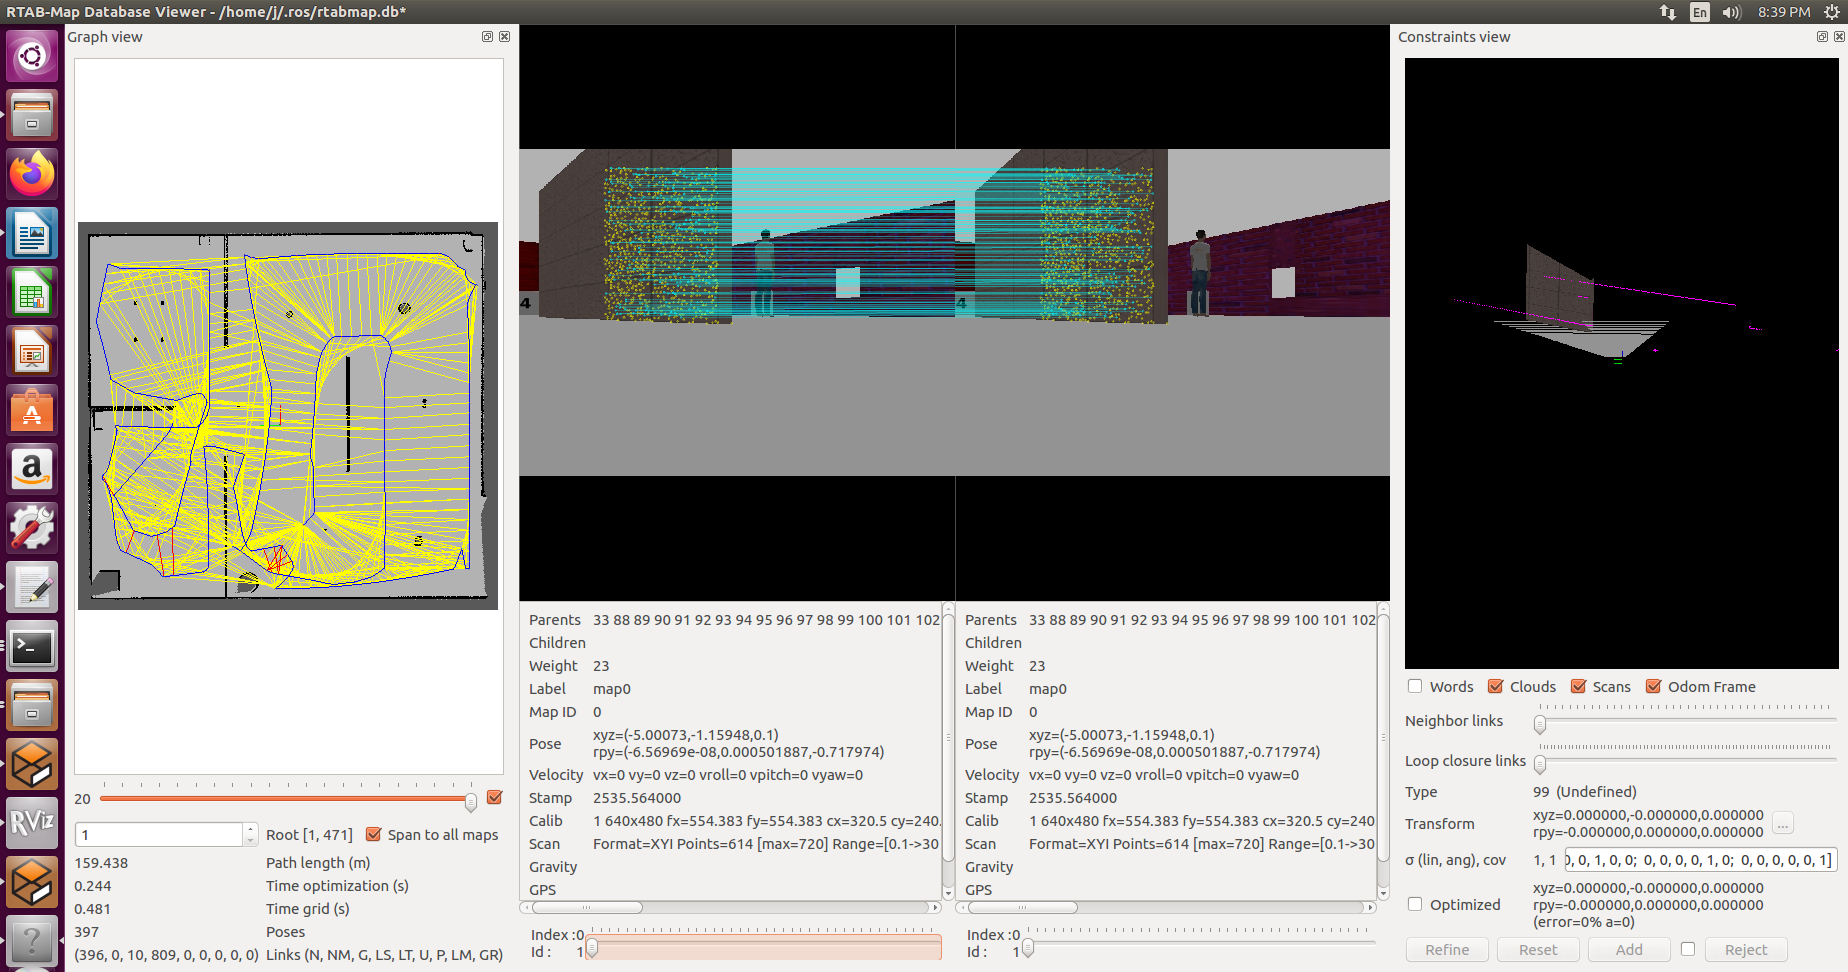 RTAB-Map Database Viewer - /home/j/.ros/rtabmap.db*
En
8:39 PM
Graph view
Constraints view
4
4
a
RViz
>_
?
20
1
Root [1, 471]
Span to all maps
159.438
Path length (m)
0.244
Time optimization (s)
0.481
Time grid (s)
397
Poses
(396, 0, 10, 809, 0, 0, 0, 0, 0)
Links (N, NM, G, LS, LT, U, P, LM, GR)
Parents
33 88 89 90 91 92 93 94 95 96 97 98 99 100 101 102
Children
Weight
23
Label
map0
Map ID
0
Pose
xyz=(-5.00073,-1.15948,0.1)
rpy=(-6.56969e-08,0.000501887,-0.717974)
Velocity
vx=0 vy=0 vz=0 vroll=0 vpitch=0 vyaw=0
Stamp
2535.564000
Calib
1 640x480 fx=554.383 fy=554.383 cx=320.5 cy=240.
Scan
Format=XYI Points=614 [max=720] Range=[0.1->30
Gravity
GPS
Index :0
Id : 1
Parents
33 88 89 90 91 92 93 94 95 96 97 98 99 100 101 102
Children
Weight
23
Label
map0
Map ID
0
Pose
xyz=(-5.00073,-1.15948,0.1)
rpy=(-6.56969e-08,0.000501887,-0.717974)
Velocity
vx=0 vy=0 vz=0 vroll=0 vpitch=0 vyaw=0
Stamp
2535.564000
Calib
1 640x480 fx=554.383 fy=554.383 cx=320.5 cy=240.
Scan
Format=XYI Points=614 [max=720] Range=[0.1->30
Gravity
GPS
Index :0
Id : 1
Words
Clouds
Scans
Odom Frame
Neighbor links
Loop closure links
Type
99 (Undefined)
Transform
xyz=0.000000,-0.000000,0.000000
rpy=-0.000000,0.000000,0.000000
...
σ (lin, ang), cov
1, 1
0, 0, 1, 0, 0; 0, 0, 0, 0, 1, 0; 0, 0, 0, 0, 0, 1]
Optimized
xyz=0.000000,-0.000000,0.000000
rpy=-0.000000,0.000000,0.000000
(error=0% a=0)
Refine
Reset
Add
Reject